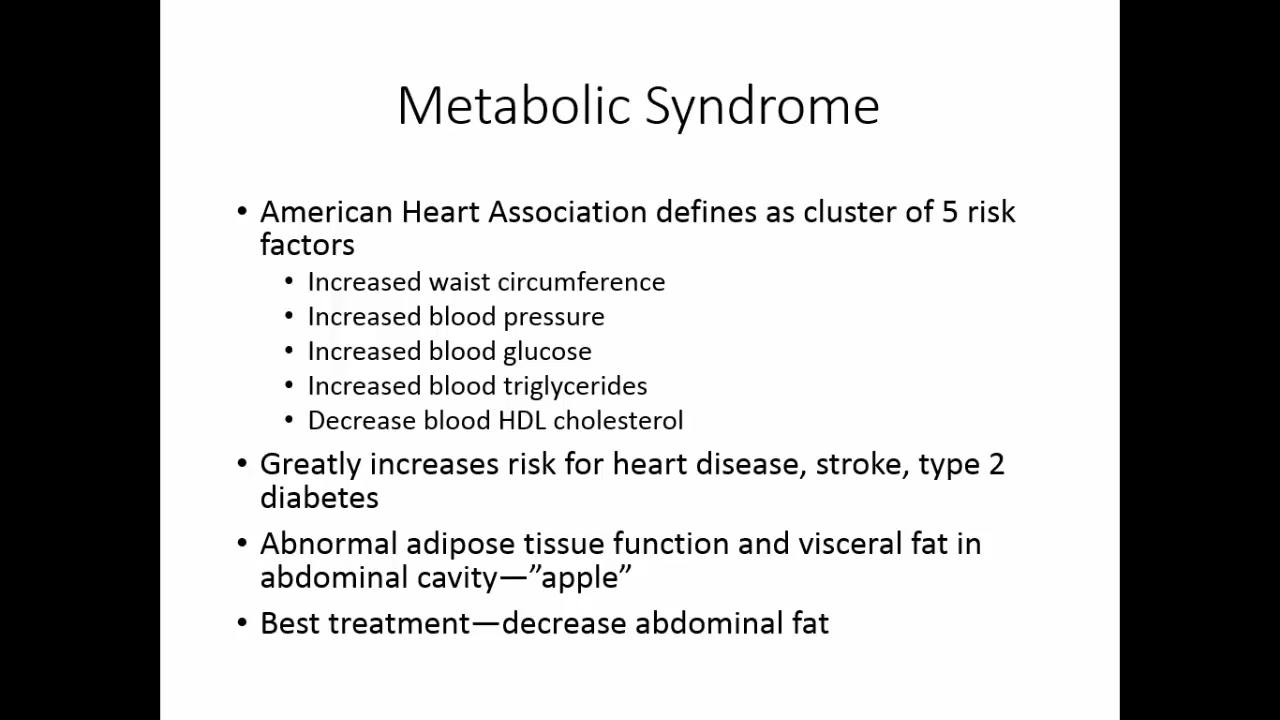 Metabolic Syndrome
• American Heart Association defines as cluster of 5 risk
factors
• Increased waist circumference
• Increased blood pressure
• Increased blood glucose
• Increased blood triglycerides
• Decrease blood HDL cholesterol
• Greatly increases risk for heart disease, stroke, type 2
diabetes
• Abnormal adipose tissue function and visceral fat in
abdominal cavity—”apple”
• Best treatment—decrease abdominal fat